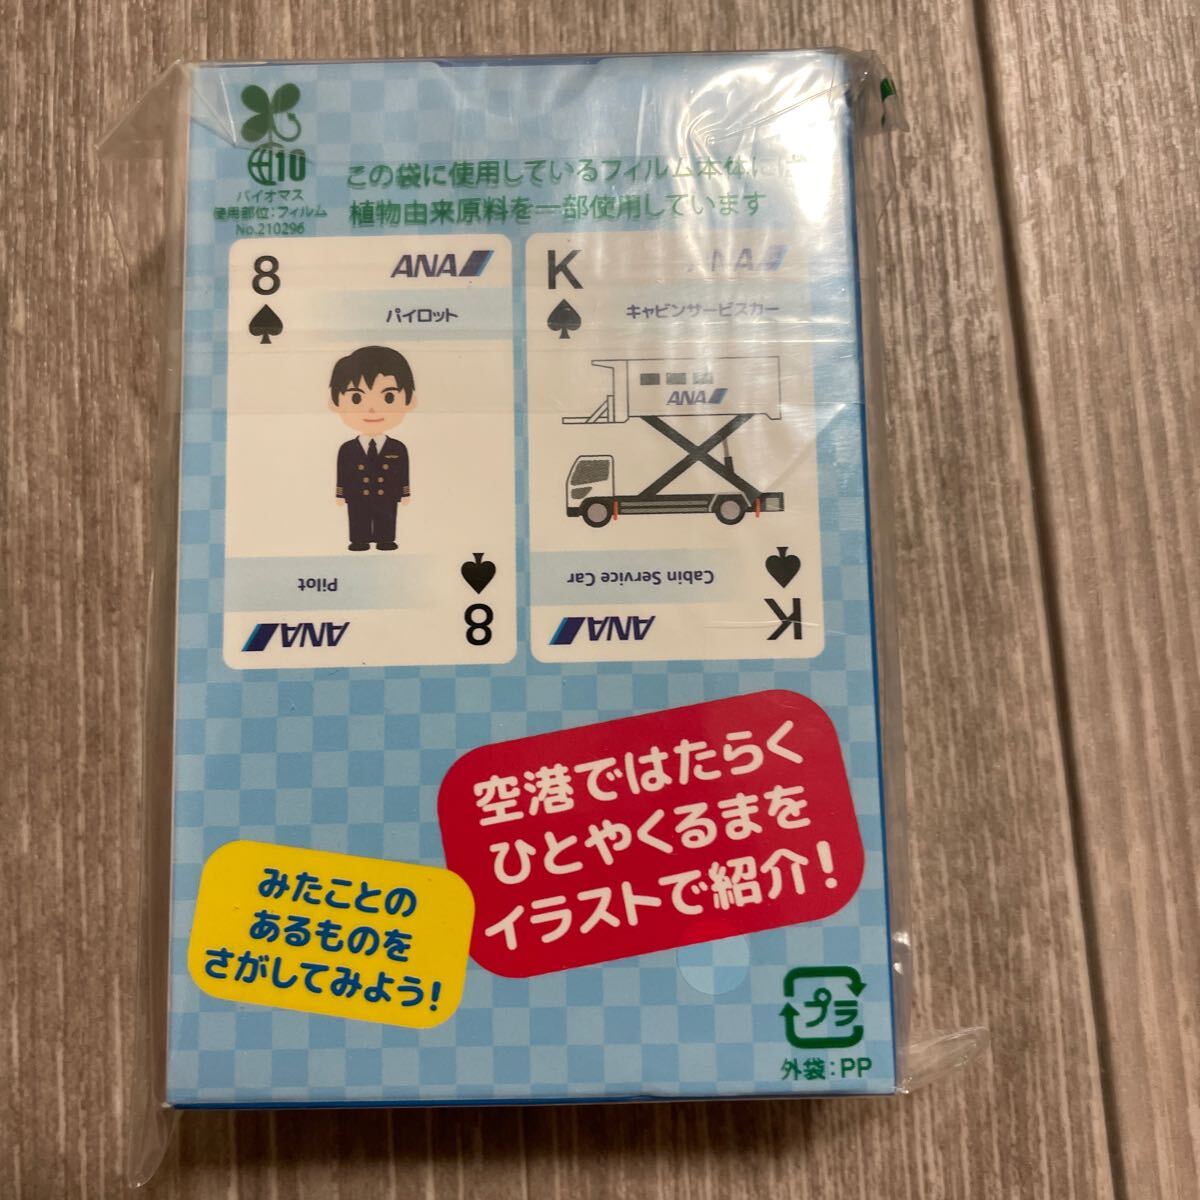 10
バイオマス
使用部位:フィルム
No.210296
この袋に使用しているフィルム本体には
植物由来原料を一部使用しています
8
ANA
パイロット
Pilot
ANA
8
K
ANA
キャビンサービスカー
ANA
Cabin Service Car
ANA
K
空港ではたらく
ひとやくるまを
イラストで紹介!
みたことの
あるものを
さがしてみよう!
プラ
外袋:PP